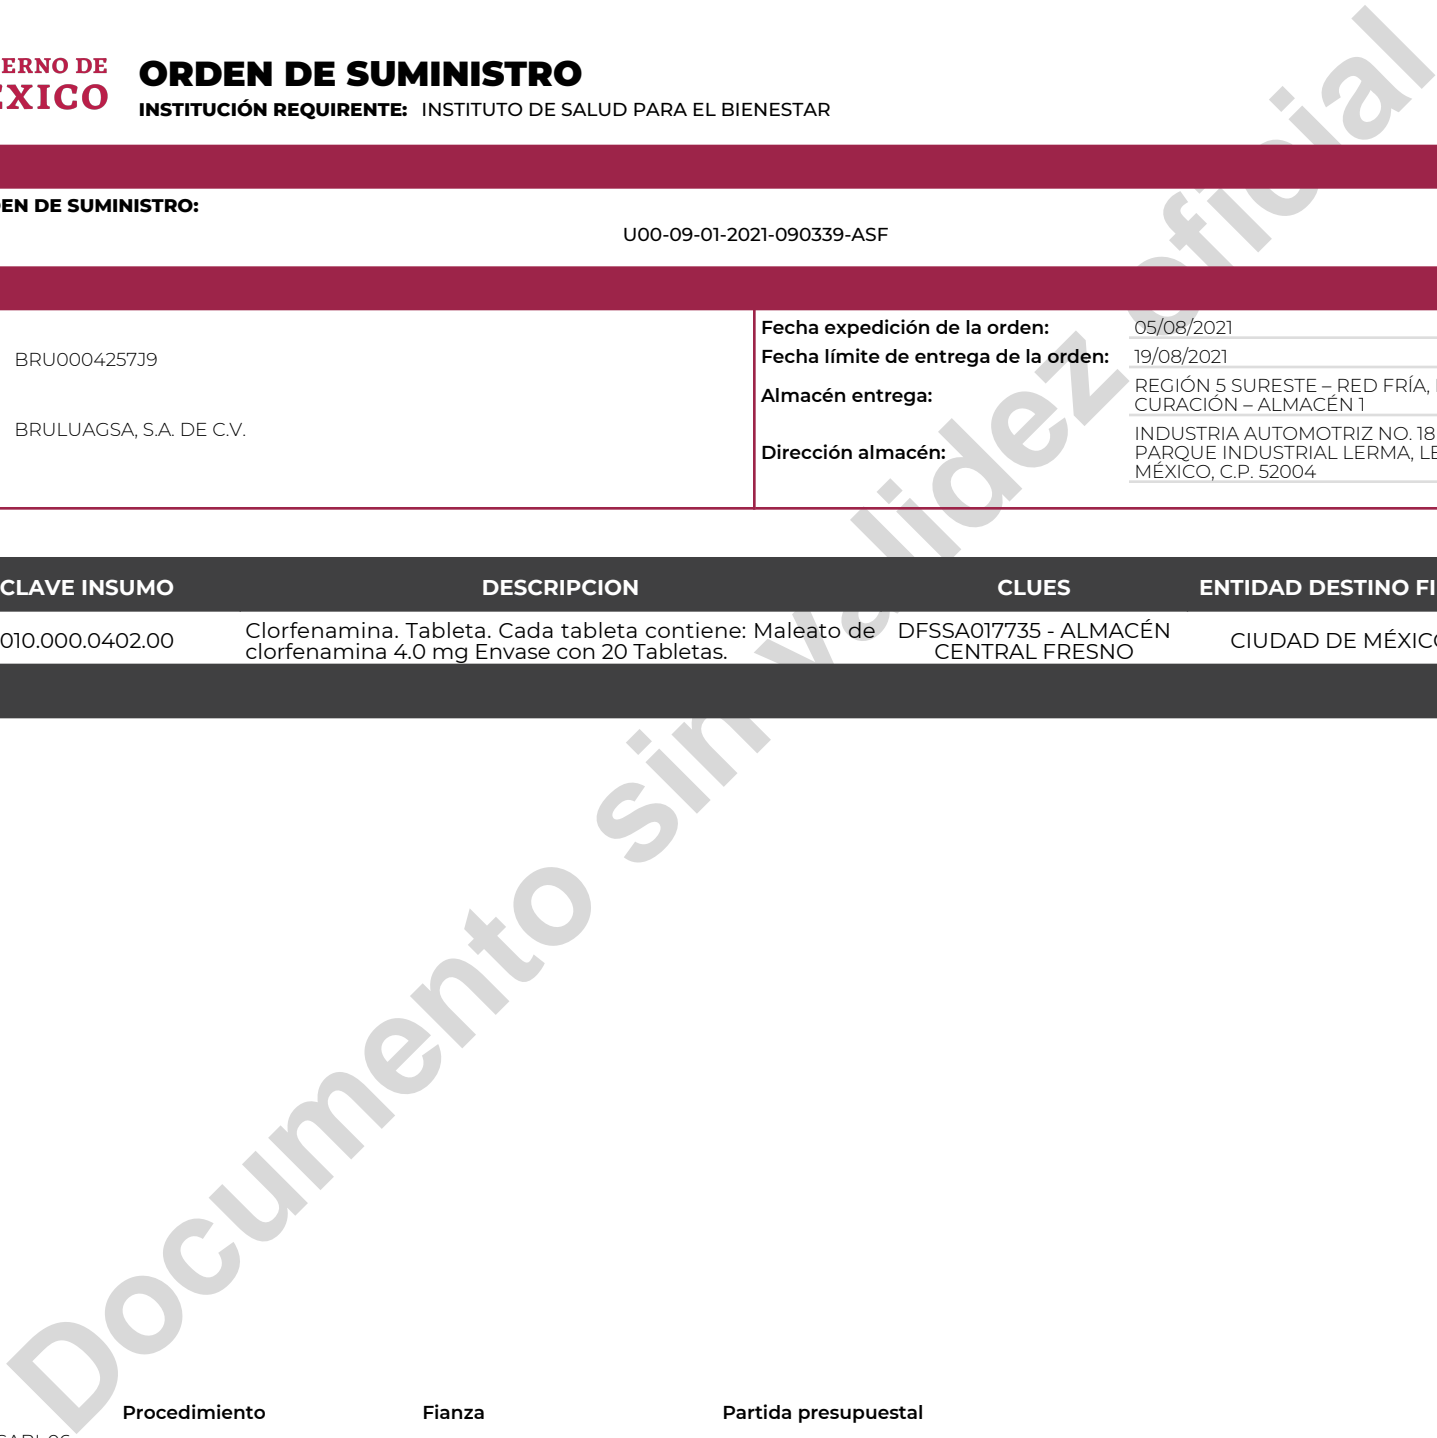 ERNO DE
ÉXICO
ORDEN DE SUMINISTRO
INSTITUCIÓN REQUIRENTE: INSTITUTO DE SALUD PARA EL BIENESTAR
EN DE SUMINISTRO:
U00-09-01-2021-090339-ASF
BRU0004257J9
BRULUAGSA, S.A. DE C.V.
Fecha expedición de la orden: 05/08/2021
Fecha límite de entrega de la orden: 19/08/2021
Almacén entrega: REGIÓN 5 SURESTE – RED FRÍA,
CURACIÓN – ALMACÉN 1
Dirección almacén: INDUSTRIA AUTOMOTRIZ NO. 18
PARQUE INDUSTRIAL LERMA, LE
MÉXICO, C.P. 52004
CLAVE INSUMO DESCRIPCION CLUES ENTIDAD DESTINO FI
010.000.0402.00 Clorfenamina. Tableta. Cada tableta contiene: Maleato de clorfenamina 4.0 mg Envase con 20 Tabletas. DFSSA017735 - ALMACÉN CENTRAL FRESNO CIUDAD DE MÉXICO
Documento sin validez oficial
Procedimiento Fianza Partida presupuestal